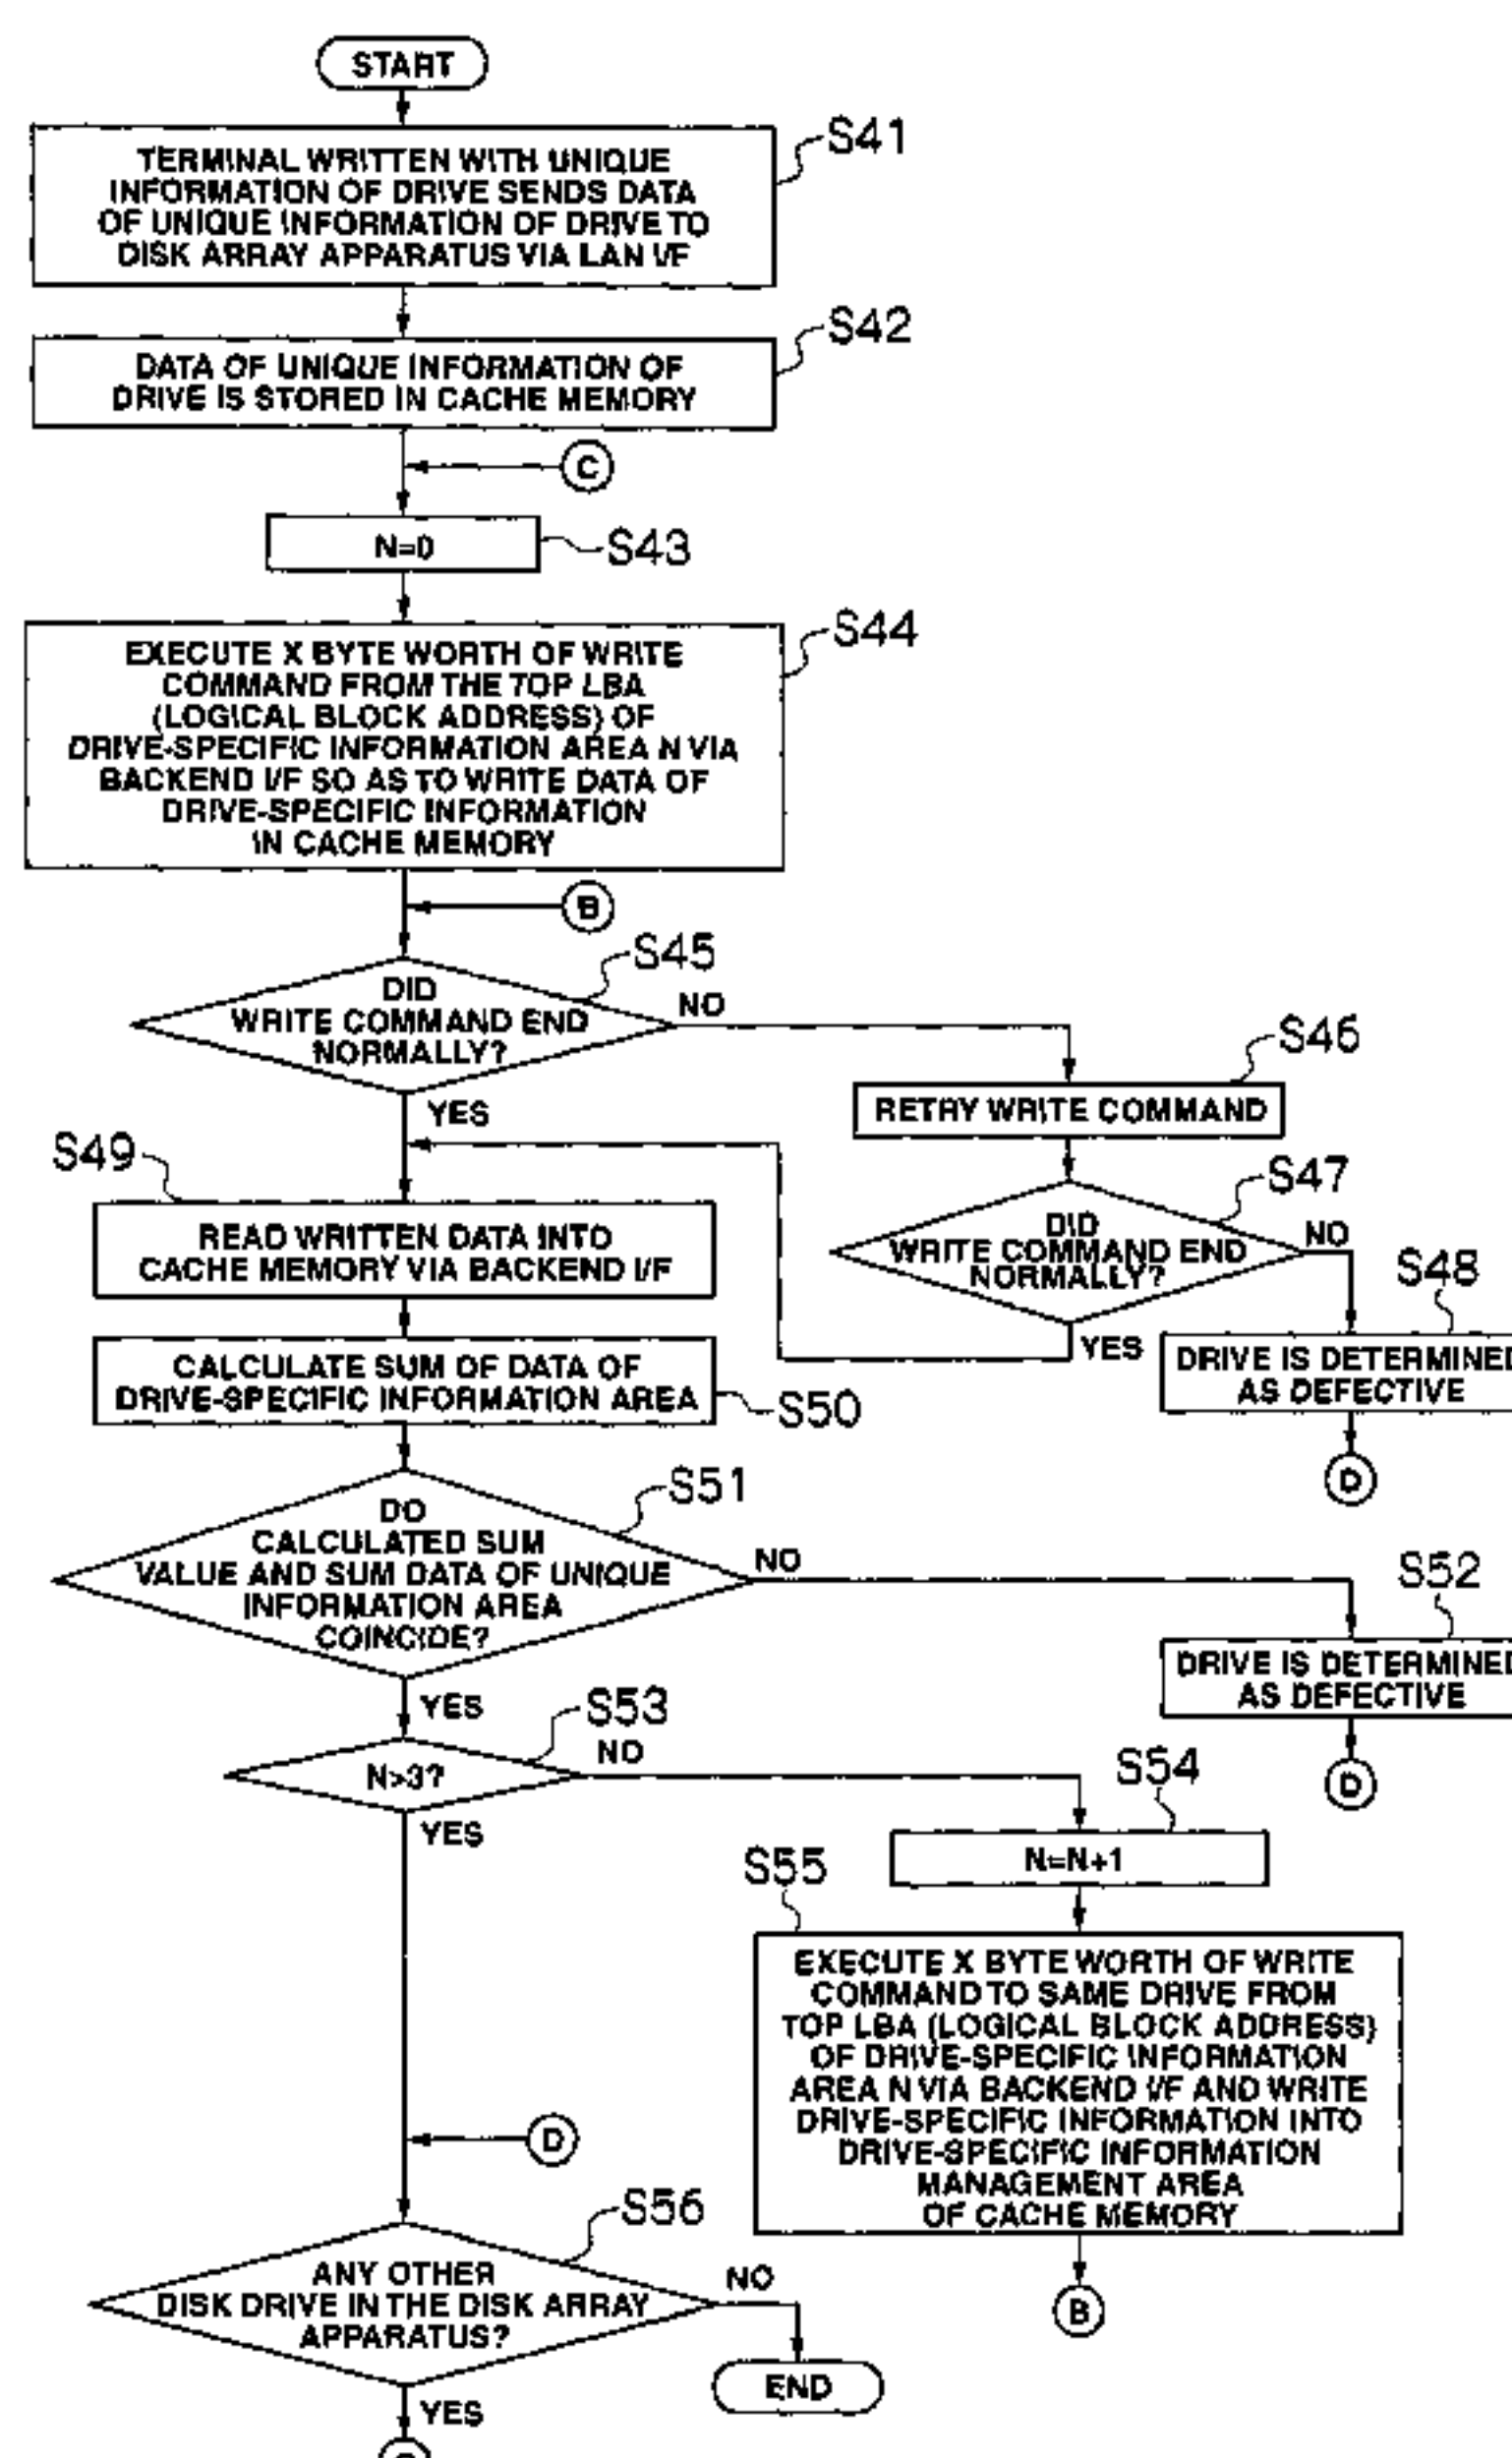 START
S41
TERMINAL WRITTEN WITH UNIQUE
INFORMATION OF DRIVE SENDS DATA
OF UNIQUE INFORMATION OF DRIVE TO
DISK ARRAY APPARATUS VIA LAN I/F
S42
DATA OF UNIQUE INFORMATION OF
DRIVE IS STORED IN CACHE MEMORY
C
N=0
S43
S44
EXECUTE X BYTE WORTH OF WRITE
COMMAND FROM THE TOP LBA
(LOGICAL BLOCK ADDRESS) OF
DRIVE-SPECIFIC INFORMATION AREA N VIA
BACKEND I/F SO AS TO WRITE DATA OF
DRIVE-SPECIFIC INFORMATION
IN CACHE MEMORY
B
S45
DID
WRITE COMMAND END
NORMALLY?
NO
YES
S46
RETRY WRITE COMMAND
S47
DID
WRITE COMMAND END
NORMALLY?
NO
YES
S48
DRIVE IS DETERMINED
AS DEFECTIVE
D
S49
READ WRITTEN DATA INTO
CACHE MEMORY VIA BACKEND I/F
CALCULATE SUM OF DATA OF
DRIVE-SPECIFIC INFORMATION AREA
S50
S51
DO
CALCULATED SUM
VALUE AND SUM DATA OF UNIQUE
INFORMATION AREA
COINCIDE?
NO
YES
S52
DRIVE IS DETERMINED
AS DEFECTIVE
D
S53
N>3?
NO
YES
S54
N=N+1
S55
EXECUTE X BYTE WORTH OF WRITE
COMMAND TO SAME DRIVE FROM
TOP LBA (LOGICAL BLOCK ADDRESS)
OF DRIVE-SPECIFIC INFORMATION
AREA N VIA BACKEND I/F AND WRITE
DRIVE-SPECIFIC INFORMATION INTO
DRIVE-SPECIFIC INFORMATION
MANAGEMENT AREA
OF CACHE MEMORY
B
D
S56
ANY OTHER
DISK DRIVE IN THE DISK ARRAY
APPARATUS?
NO
END
YES